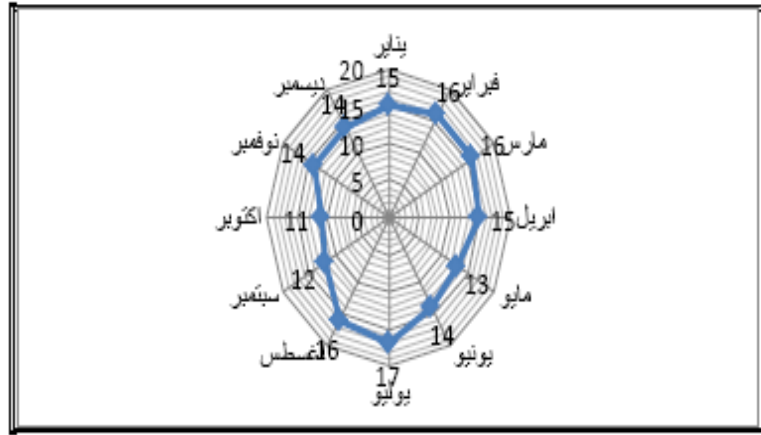 يناير
20
15
فبراير
16
ديسمبر
14
15
مارس
16
نوفمبر
14
10
5
ابريل
15
اكتوبر
11
0
مايو
13
سبتمبر
12
يونيو
14
اغسطس
16
17
يوليو